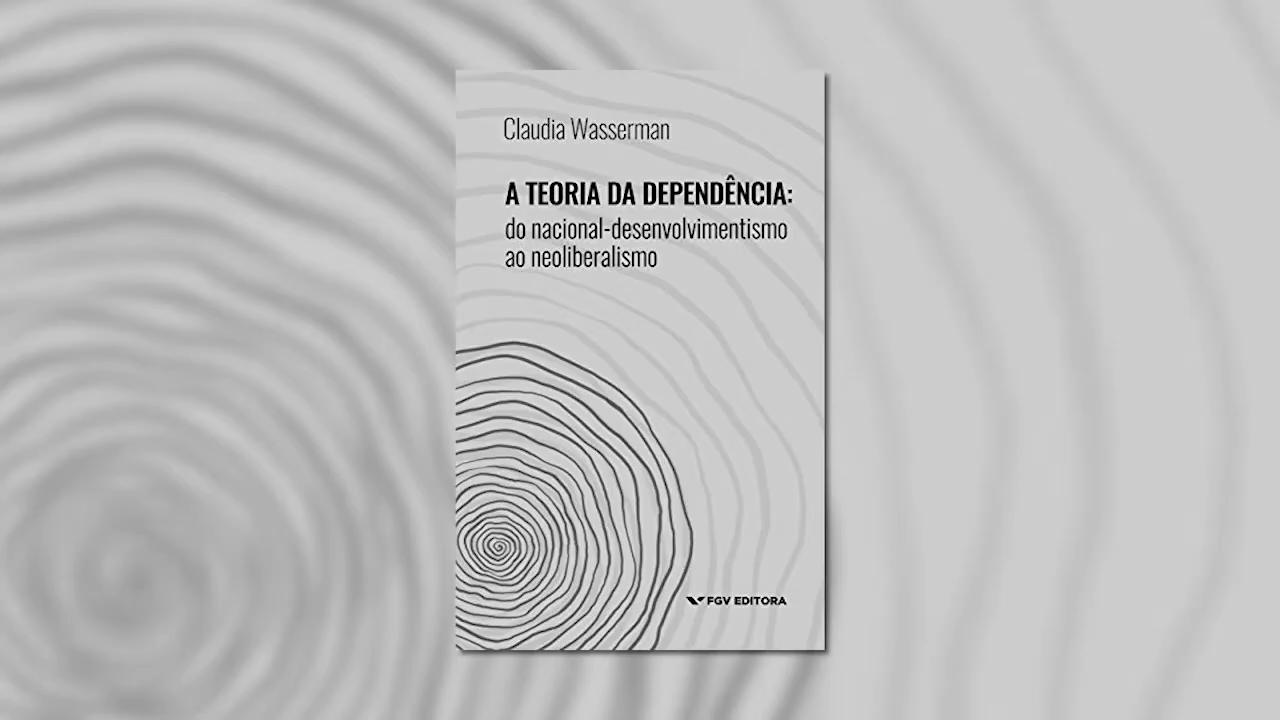 Claudia Wasserman
A TEORIA DA DEPENDÊNCIA:
do nacional-desenvolvimentismo
ao neoliberalismo
FGV EDITORA